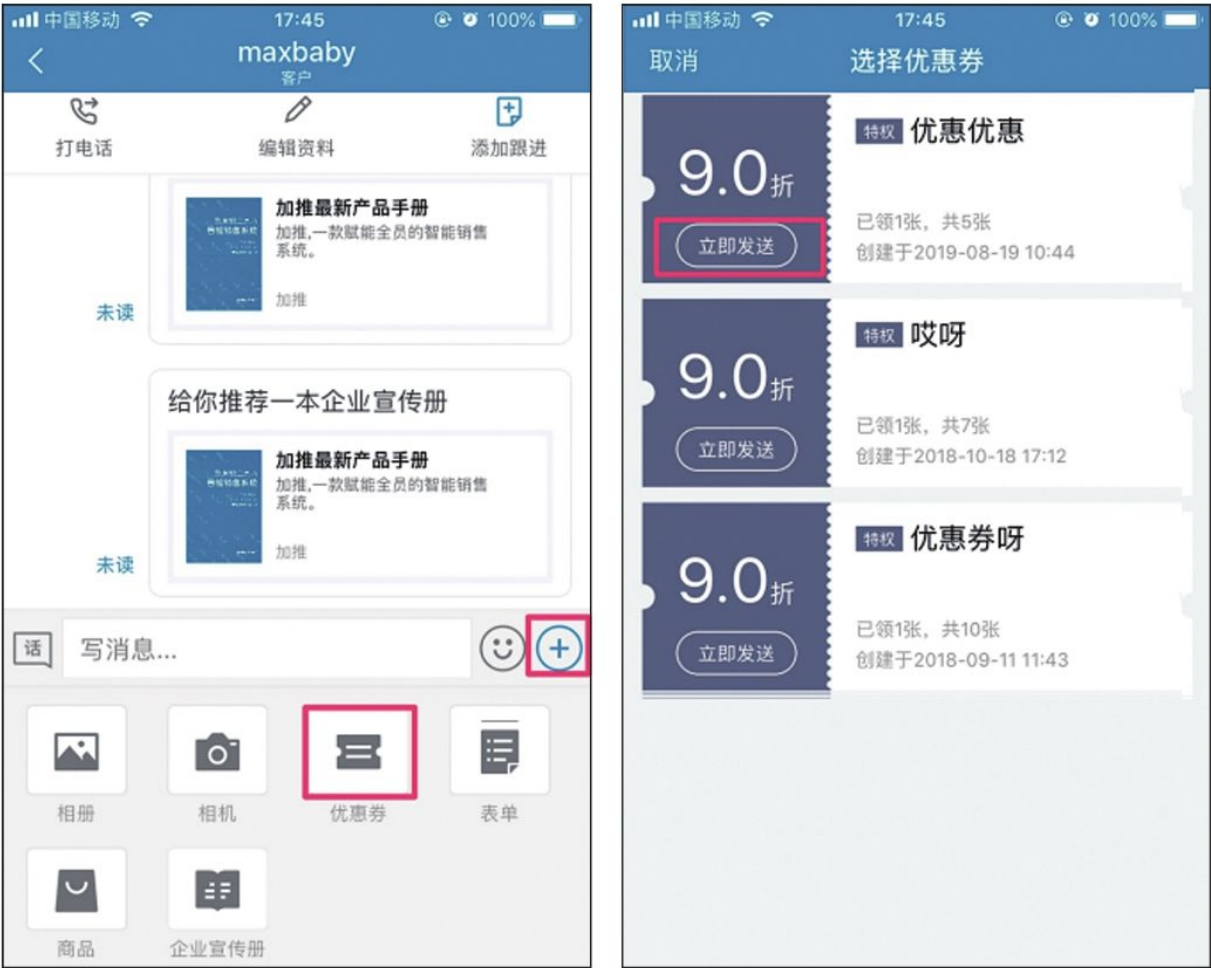 中国移动 17:45 100%
maxbaby
客户
打电话 编辑资料 添加跟进
加推最新产品手册
加推,一款赋能全员的智能销售
系统。
加推
未读
给你推荐一本企业宣传册
加推最新产品手册
加推,一款赋能全员的智能销售
系统。
加推
未读
话 写消息...
相册 相机 优惠券 表单
商品 企业宣传册
中国移动 17:45 100%
取消 选择优惠券
特权 优惠优惠
9.0折
立即发送
已领1张，共5张
创建于2019-08-19 10:44
特权 哎呀
9.0折
立即发送
已领1张，共7张
创建于2018-10-18 17:12
特权 优惠券呀
9.0折
立即发送
已领1张，共10张
创建于2018-09-11 11:43